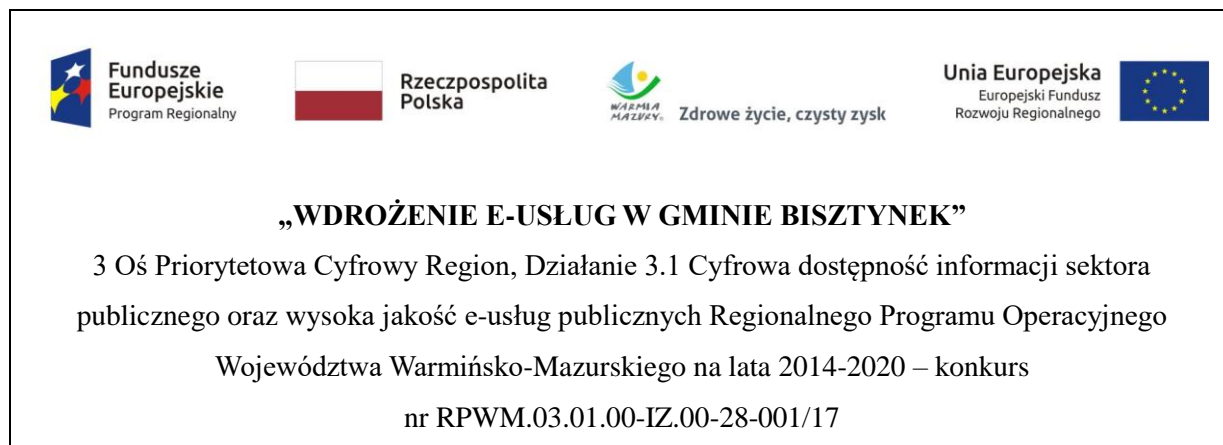 Fundusze
Europejskie
Program Regionalny
Rzeczpospolita
Polska
WARMIA
MAZURY.
Zdrowe życie, czysty zysk
Unia Europejska
Europejski Fundusz
Rozwoju Regionalnego
„WDROŻENIE E-USŁUG W GMINIE BISZTYNEK”
3 Oś Priorytetowa Cyfrowy Region, Działanie 3.1 Cyfrowa dostępność informacji sektora
publicznego oraz wysoka jakość e-usług publicznych Regionalnego Programu Operacyjnego
Województwa Warmińsko-Mazurskiego na lata 2014-2020 – konkurs
nr RPWM.03.01.00-IZ.00-28-001/17